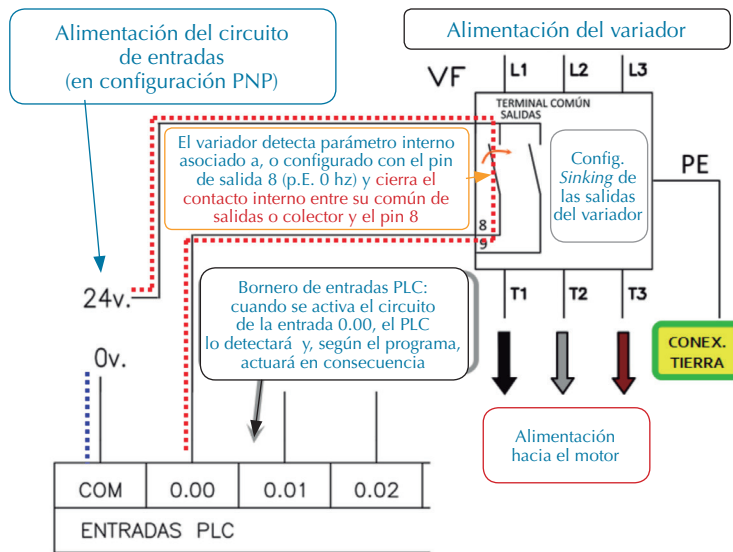 Alimentación del circuito
de entradas
(en configuración PNP)
Alimentación del variador
VF
L1
L2
L3
TERMINAL COMÚN
SALIDAS
El variador detecta parámetro interno
asociado a, o configurado con el pin
de salida 8 (p.E. 0 hz) y cierra el
contacto interno entre su común de
salidas o colector y el pin 8
Config.
Sinking de
las salidas
del variador
PE
8
9
24v.
0v.
Bornero de entradas PLC:
cuando se activa el circuito
de la entrada 0.00, el PLC
lo detectará y, según el programa,
actuará en consecuencia
T1
T2
T3
CONEX.
TIERRA
Alimentación
hacia el motor
COM
0.00
0.01
0.02
ENTRADAS PLC